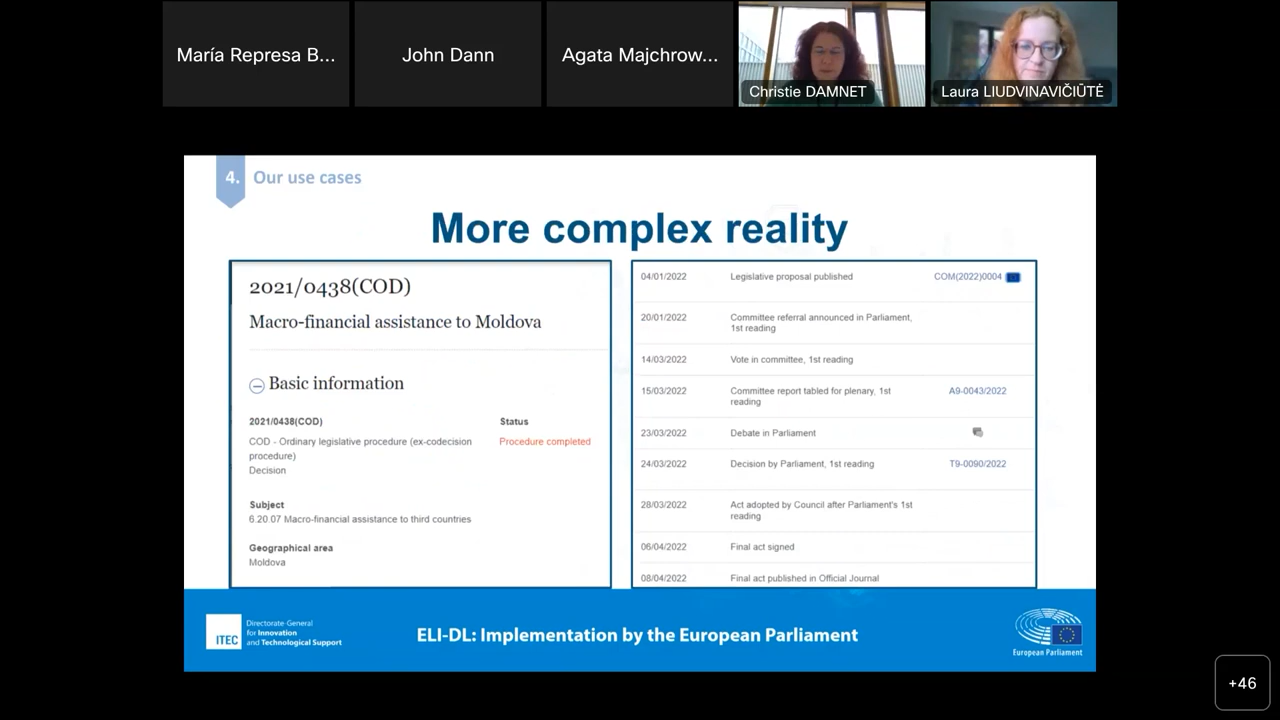 María Represa B...
John Dann
Agata Majchrow...
Christie DAMNET
Laura LIUDVINAVIČIŪTĖ
4. Our use cases
More complex reality
2021/0438(COD)
Macro-financial assistance to Moldova
Basic information
2021/0438(COD)
COD - Ordinary legislative procedure (ex-codecision
procedure)
Decision
Status
Procedure completed
Subject
6.20.07 Macro-financial assistance to third countries
Geographical area
Moldova
04/01/2022 Legislative proposal published COM(2022)0004
20/01/2022 Committee referral announced in Parliament,
1st reading
14/03/2022 Vote in committee, 1st reading
15/03/2022 Committee report tabled for plenary, 1st
reading A9-0043/2022
23/03/2022 Debate in Parliament
24/03/2022 Decision by Parliament, 1st reading T9-0090/2022
28/03/2022 Act adopted by Council after Parliament's 1st
reading
06/04/2022 Final act signed
08/04/2022 Final act published in Official Journal
ITEC
Directorate-General
for Innovation
and Technological Support
ELI-DL: Implementation by the European Parliament
European Parliament
+46